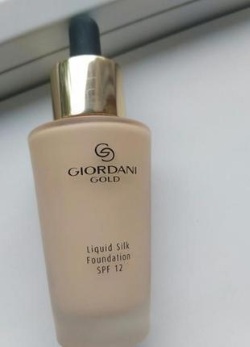 GIORDANI
GOLD
Liquid Silk
Foundation
SPF 12